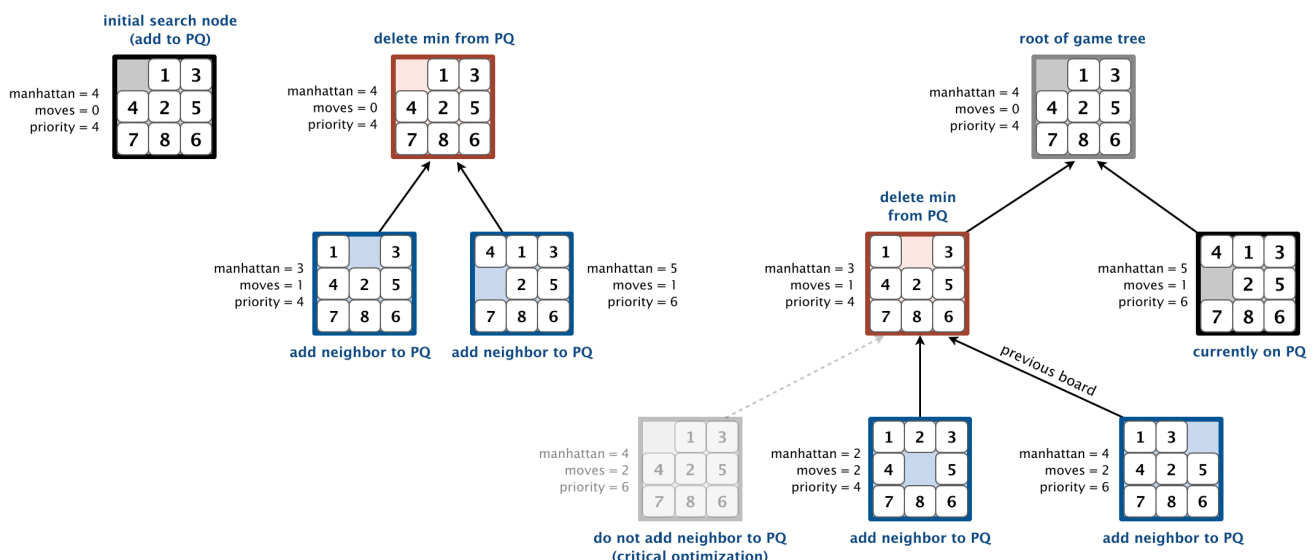 initial search node
(add to PQ)
manhattan = 4
moves = 0
priority = 4
1 3
4 2 5
7 8 6
delete min from PQ
manhattan = 4
moves = 0
priority = 4
1 3
4 2 5
7 8 6
manhattan = 3
moves = 1
priority = 4
1 3
4 2 5
7 8 6
add neighbor to PQ
4 1 3
2 5
7 8 6
manhattan = 5
moves = 1
priority = 6
add neighbor to PQ
root of game tree
manhattan = 4
moves = 0
priority = 4
1 3
4 2 5
7 8 6
delete min
from PQ
manhattan = 3
moves = 1
priority = 4
1 3
4 2 5
7 8 6
manhattan = 5
moves = 1
priority = 6
4 1 3
2 5
7 8 6
currently on PQ
previous board
manhattan = 4
moves = 2
priority = 6
1 3
4 2 5
7 8 6
do not add neighbor to PQ
(critical optimization)
manhattan = 2
moves = 2
priority = 4
1 2 3
4 5
7 8 6
add neighbor to PQ
manhattan = 4
moves = 2
priority = 6
1 3
4 2 5
7 8 6
add neighbor to PQ